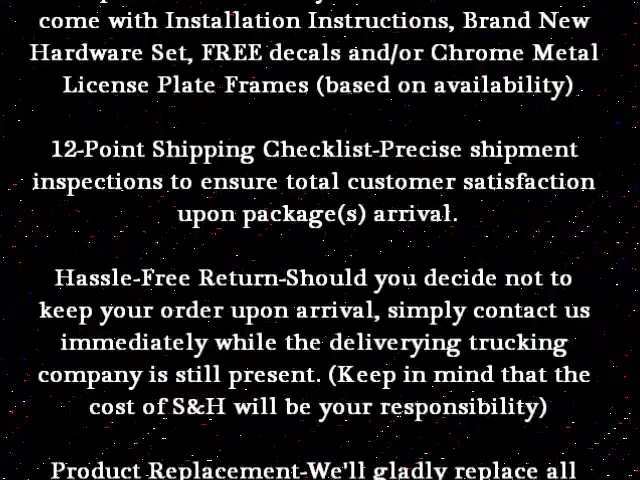 come with Installation Instructions, Brand New
Hardware Set, FREE decals and/or Chrome Metal
License Plate Frames (based on availability)
12-Point Shipping Checklist-Precise shipment
inspections to ensure total customer satisfaction
upon package(s) arrival.
Hassle-Free Return-Should you decide not to
keep your order upon arrival, simply contact us
immediately while the deliverying trucking
company is still present. (Keep in mind that the
cost of S&H will be your responsibility)
Product Replacement-We'll gladly replace all